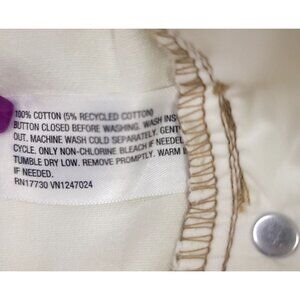 100% COTTON (5% RECYCLED COTTON)
BUTTON CLOSED BEFORE WASHING. WASH INS
OUT. MACHINE WASH COLD SEPARATELY. GENT
CYCLE. ONLY NON-CHLORINE BLEACH IF NEEDE
TUMBLE DRY LOW. REMOVE PROMPTLY. WARM I
IF NEEDED.
RN17730 VN1247024